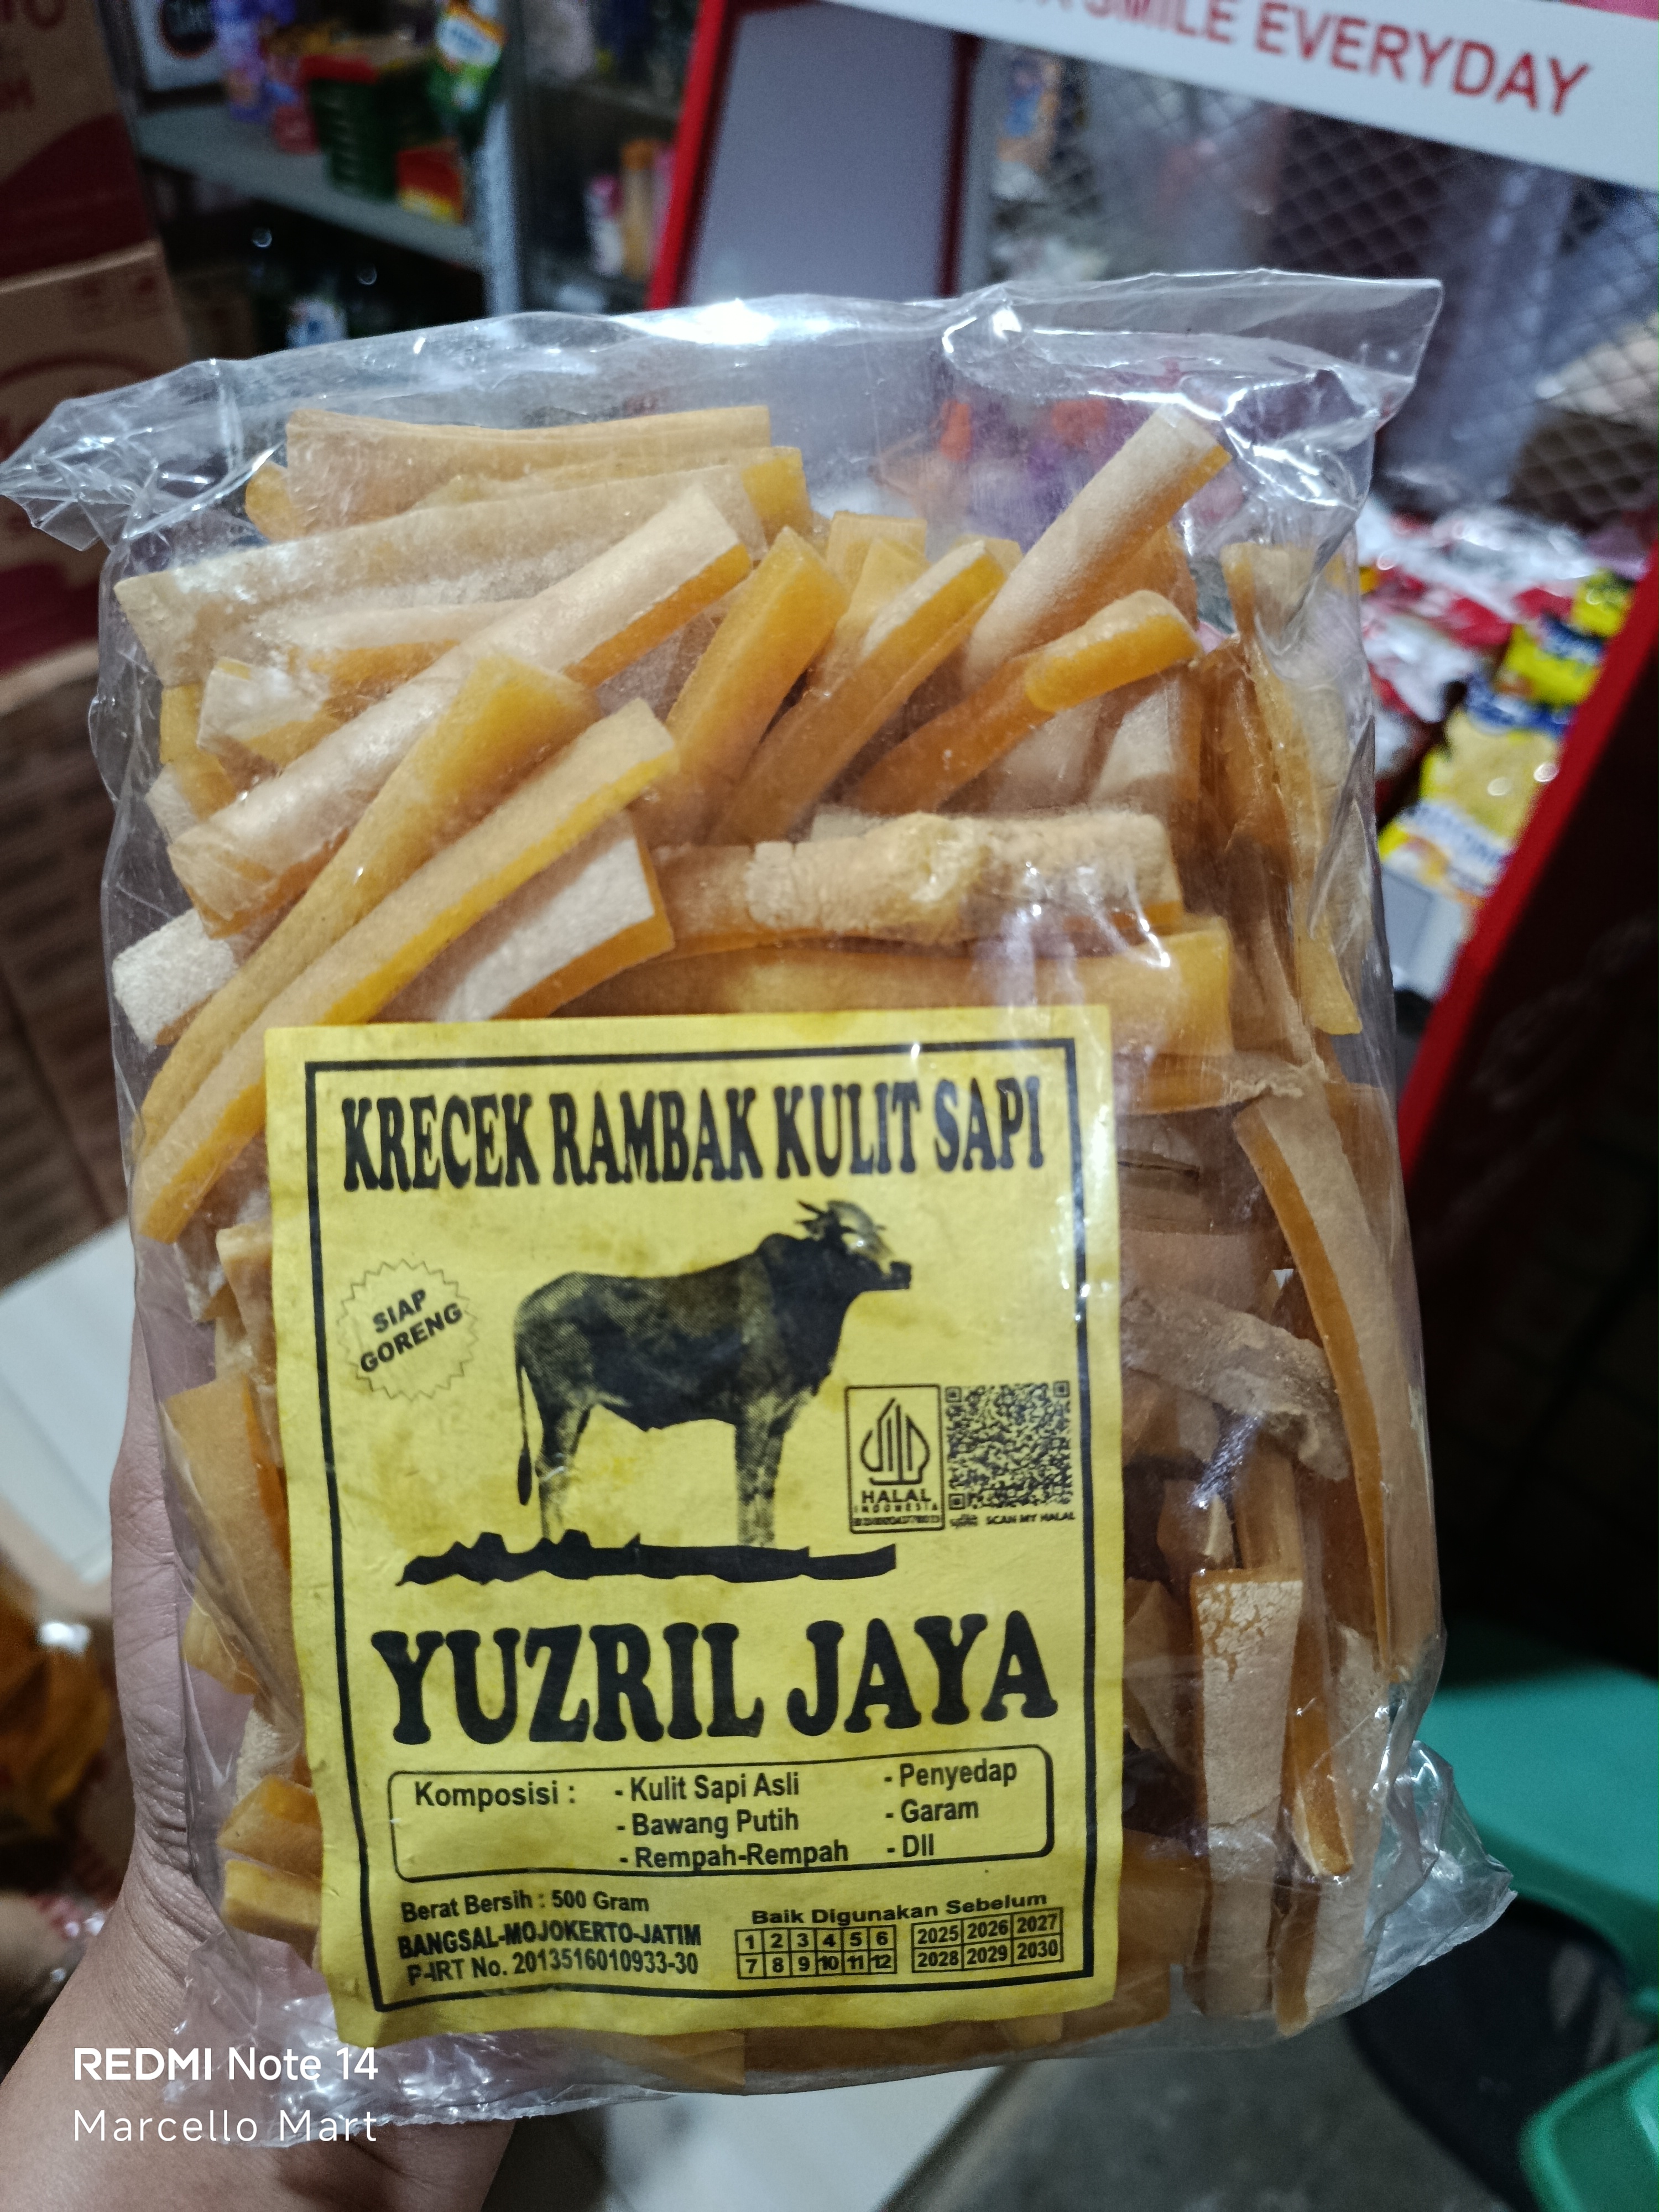 SMILE EVERYDAY
KRECEK RAMBAK KULIT SAPI
SIAP
GORENG
HALAL
INDONESIA
SCAN MY HALAL
YUZRIL JAYA
Komposisi :
- Kulit Sapi Asli
- Bawang Putih
- Rempah-Rempah
- Penyedap
- Garam
- Dll
Berat Bersih : 500 Gram
BANGSAL-MOJOKERTO-JATIM
P-IRT No. 2013516010933-30
Baik Digunakan Sebelum
1 2 3 4 5 6
7 8 9 10 11 12
2025 2026 2027
2028 2029 2030
REDMI Note 14
Marcello Mart